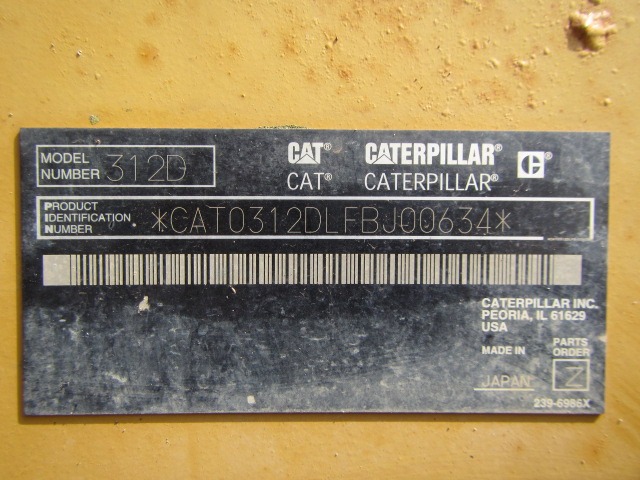 MODEL NUMBER 312D
CAT® CATERPILLAR® C®
CAT® CATERPILLAR®
PRODUCT IDENTIFICATION NUMBER *CAT0312DLFBJ00634*
CATERPILLAR INC.
PEORIA, IL 61629
USA
MADE IN JAPAN
PARTS ORDER Z
239-6986X